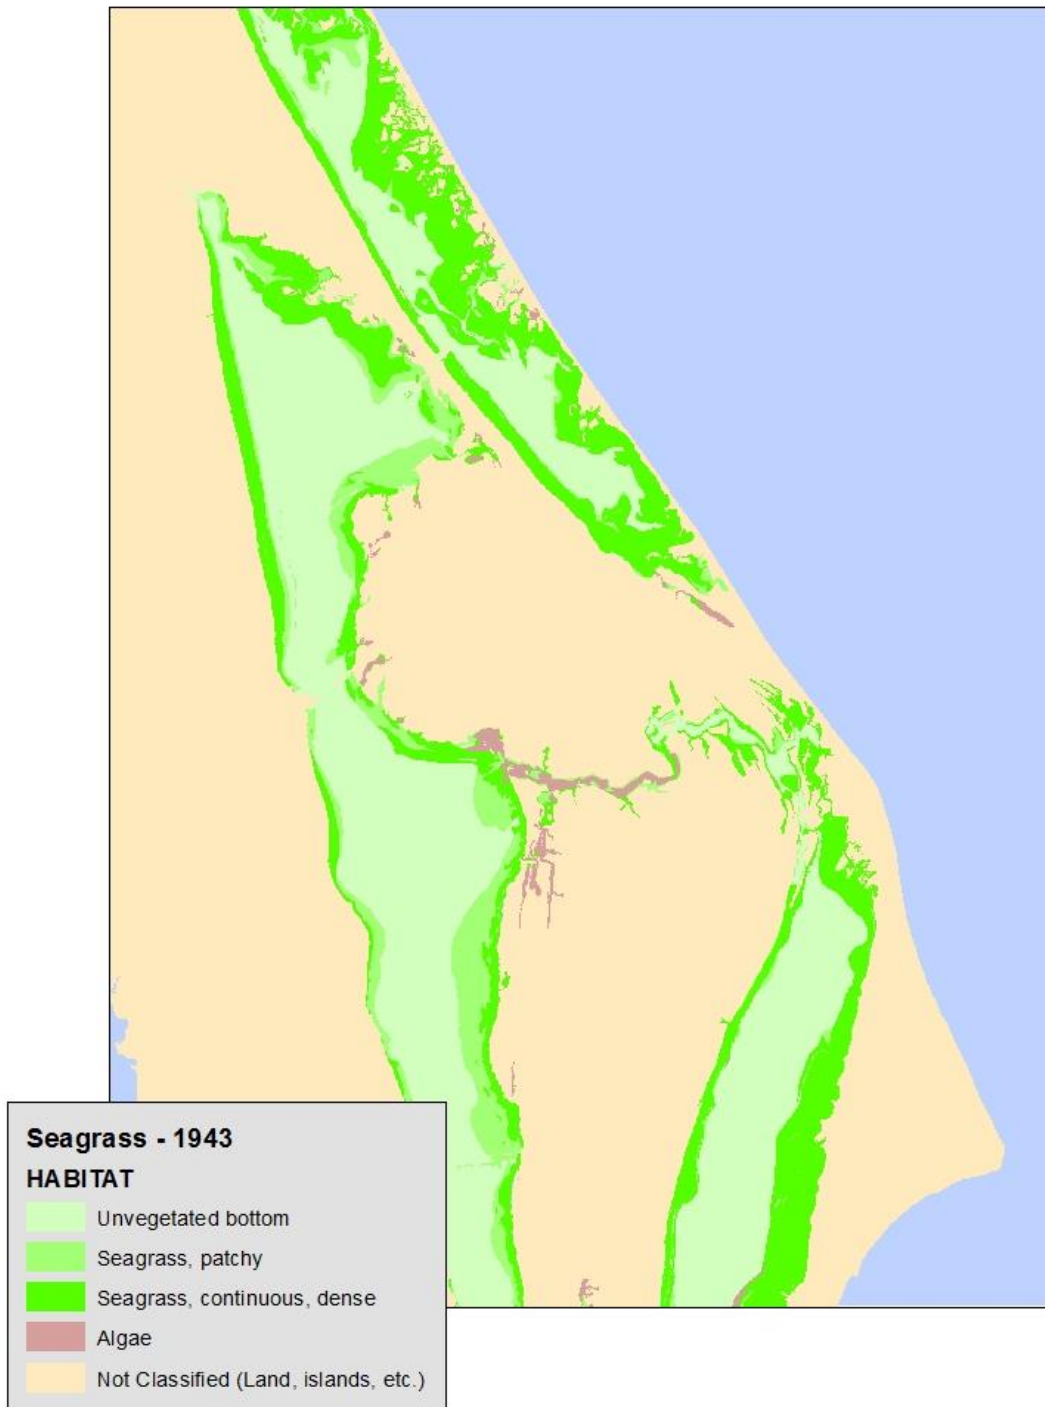 Seagrass - 1943
HABITAT
Unvegetated bottom
Seagrass, patchy
Seagrass, continuous, dense
Algae
Not Classified (Land, islands, etc.)